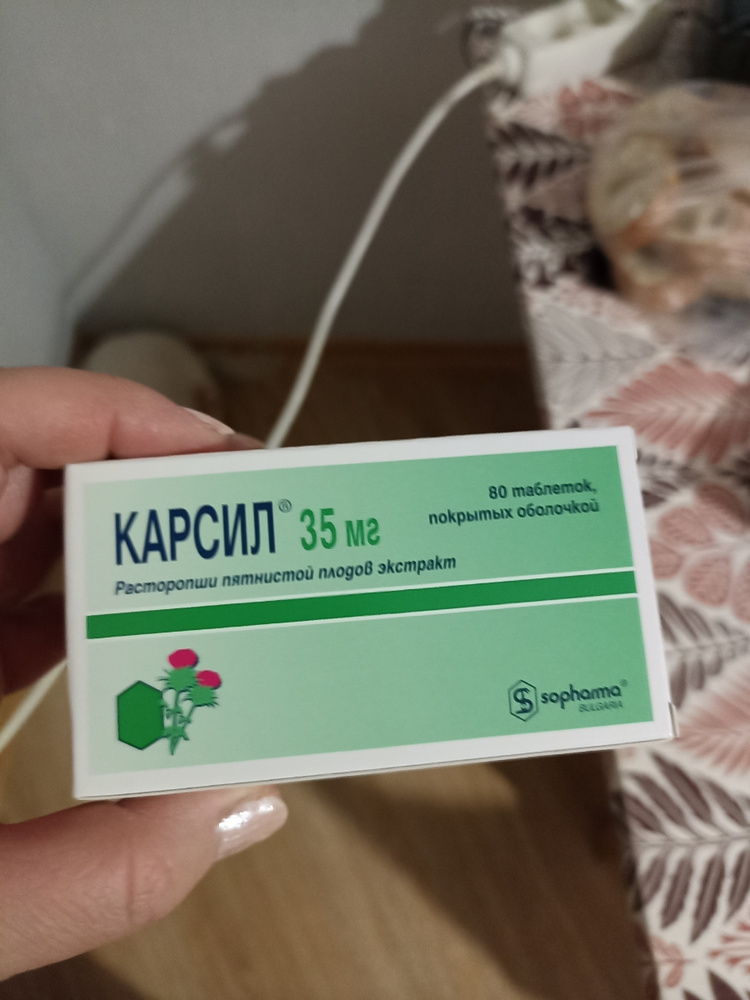 КАРСИЛ® 35 мг
80 таблеток,
покрытых оболочкой
Расторопши пятнистой плодов экстракт
sopharma®
BULGARIA